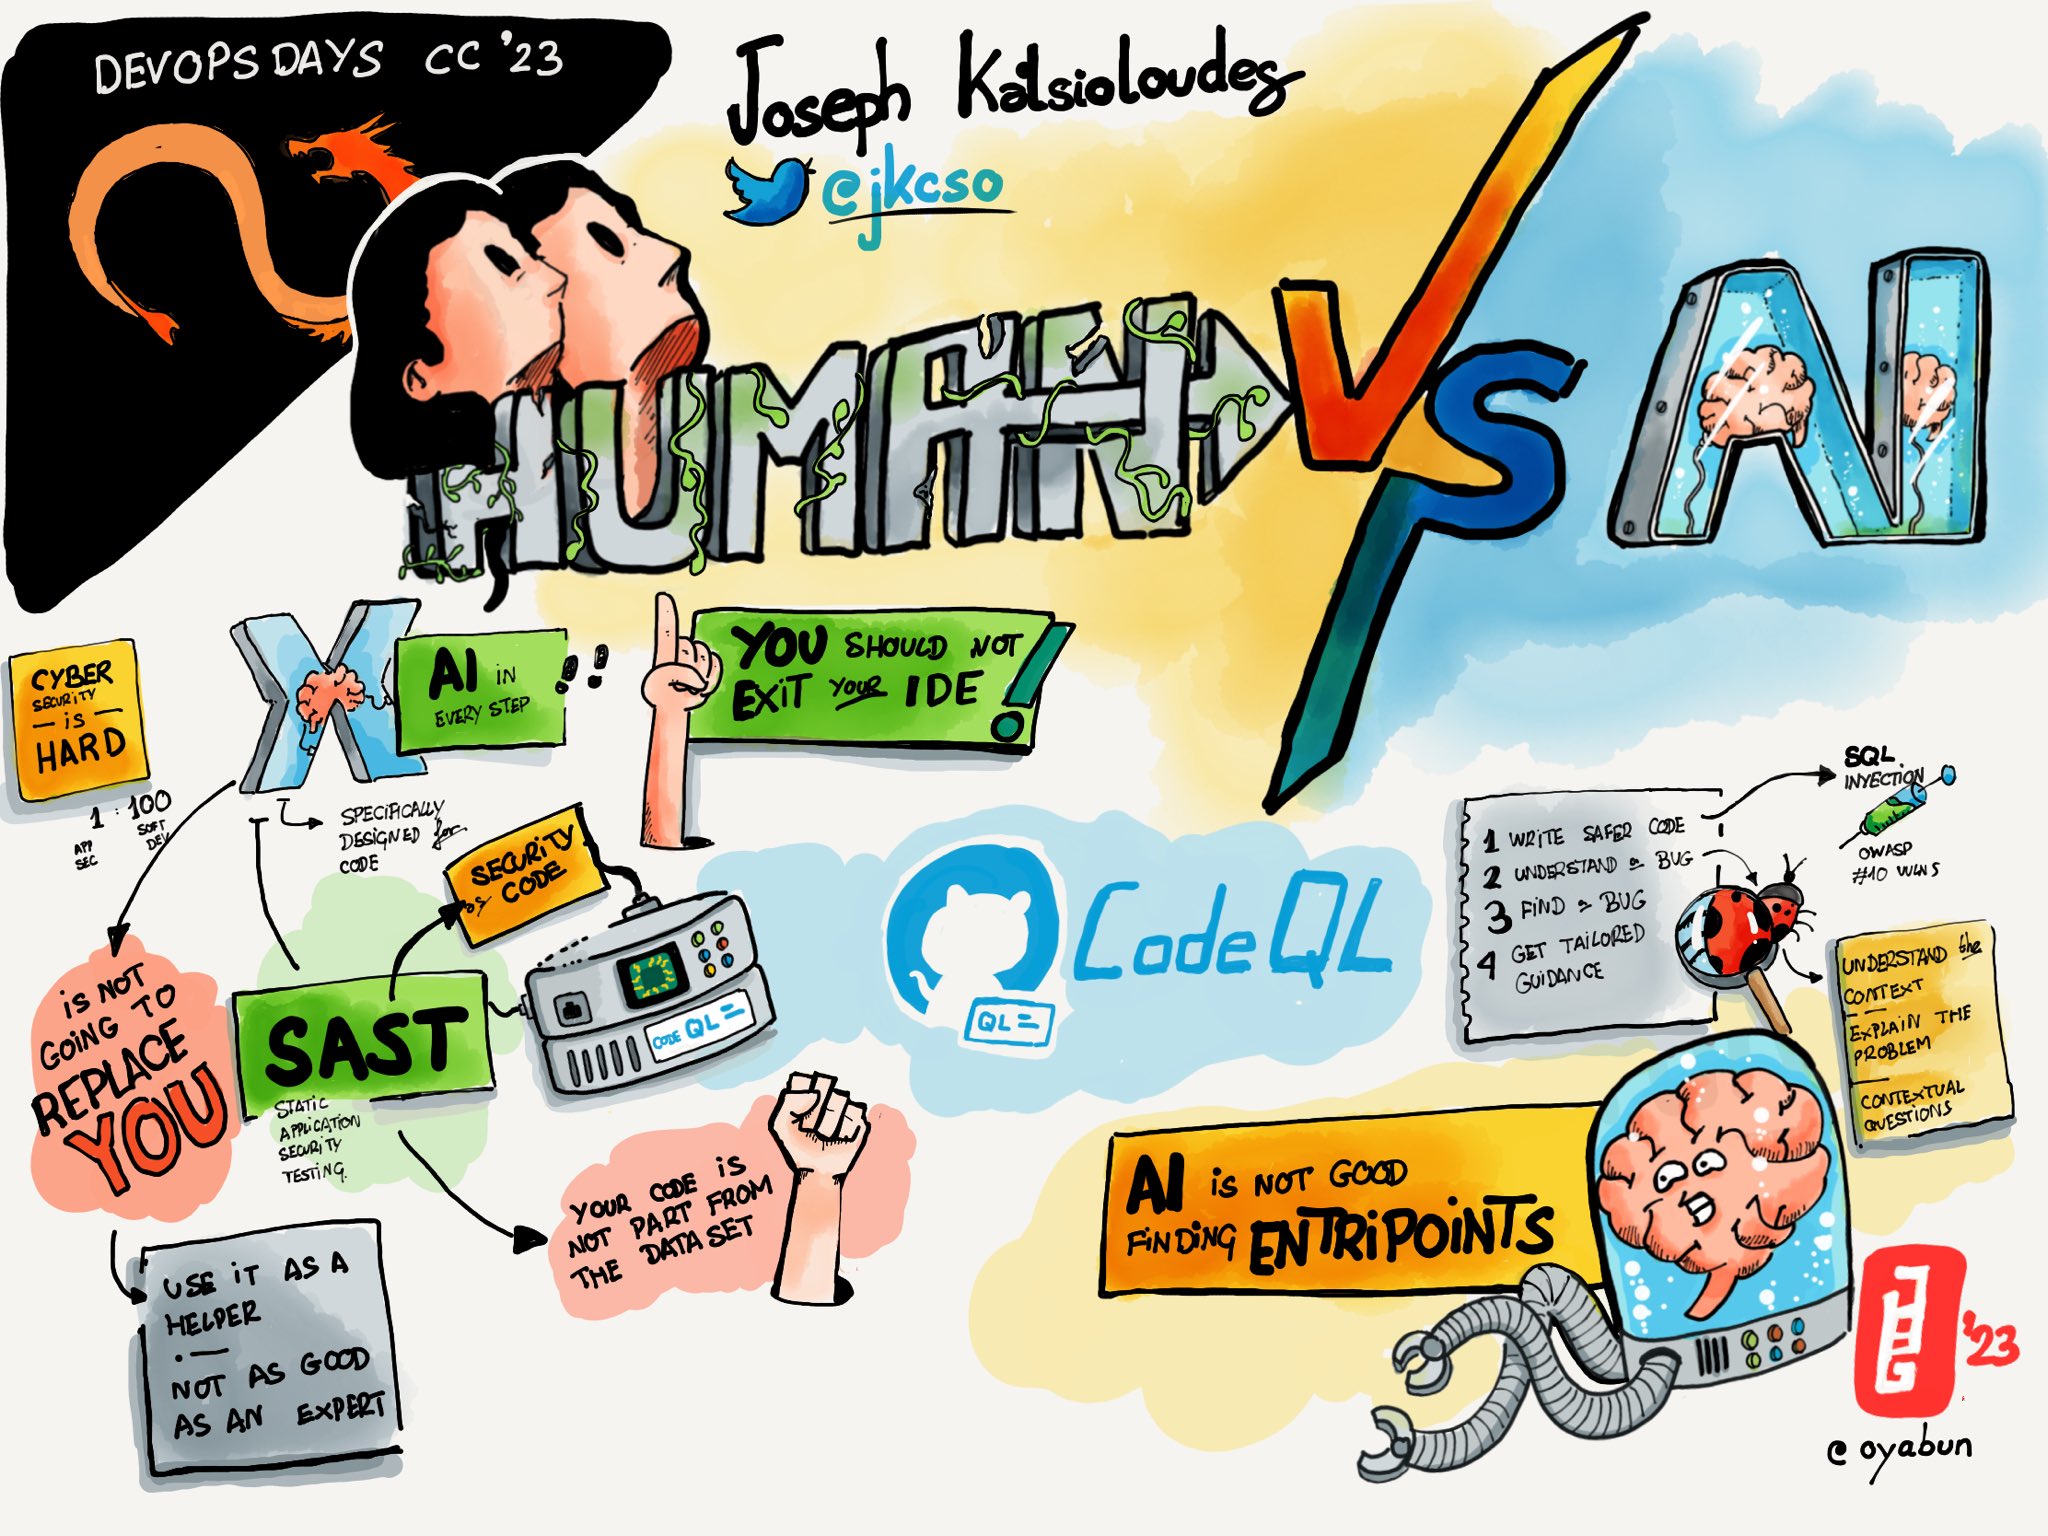 DEVOPS DAYS CC '23
Joseph Katsioloudes
@jkcso
HUMAN VS AI
CYBER
SECURITY
— is —
HARD
1 : 100
APP
SEC
SOFT
DEV
X
AI iN
EVERY STEP
!!
YOU SHOULD NOT
EXIT YOUR IDE !
SPECIFICALLY
DESIGNED for
CODE
iS NOT
GOING TO
REPLACE
YOU
USE iT AS A
HELPER
NOT AS GOOD
AS AN EXPERT
SAST
STATIC
APPLICATION
SECURITY
TESTING.
SECURITY
as CODE
CODE QL=
YOUR CODE iS
NOT PART FROM
THE DATA SET
CodeQL
QL=
1 WRITE SAFER CODE
2 UNDERSTAND a BUG
3 FIND a BUG
4 GET TAILORED
GUIDANCE
SQL
INYECTION
OWASP
#10 VULNS
UNDERSTAND the
CONTEXT
EXPLAIN THE
PROBLEM
CONTEXTUAL
QUESTIONS
AI iS NOT GOOD
FiNDiNG ENTRiPOiNTS
'23
@oyabun